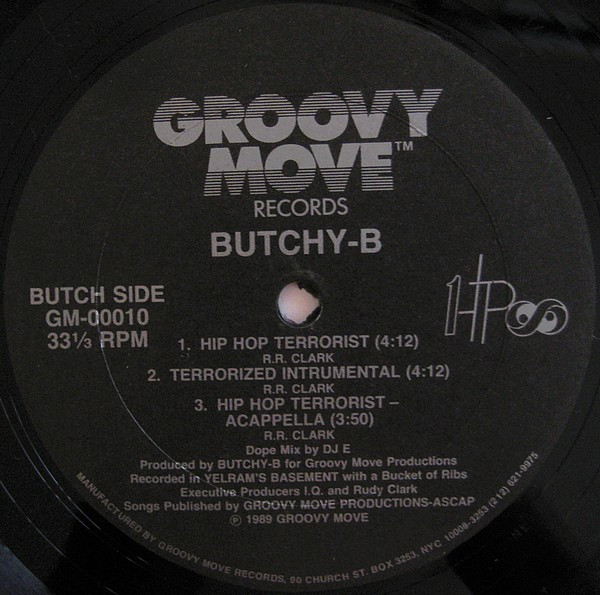 GROOVY
MOVE™
RECORDS
BUTCHY-B
BUTCH SIDE
GM-00010
33⅓ RPM
1. HIP HOP TERRORIST (4:12)
R.R. CLARK
2. TERRORIZED INTRUMENTAL (4:12)
R.R. CLARK
3. HIP HOP TERRORIST –
ACAPPELLA (3:50)
R.R. CLARK
Dope Mix by DJ E
Produced by BUTCHY-B for Groovy Move Productions
Recorded in YELRAM'S BASEMENT with a Bucket of Ribs
Executive Producers I.Q. and Rudy Clark
Songs Published by GROOVY MOVE PRODUCTIONS-ASCAP
℗ 1989 GROOVY MOVE
MANUFACTURED BY GROOVY MOVE RECORDS, 90 CHURCH ST. BOX 3253, NYC 10008-3253 (212) 621-9975